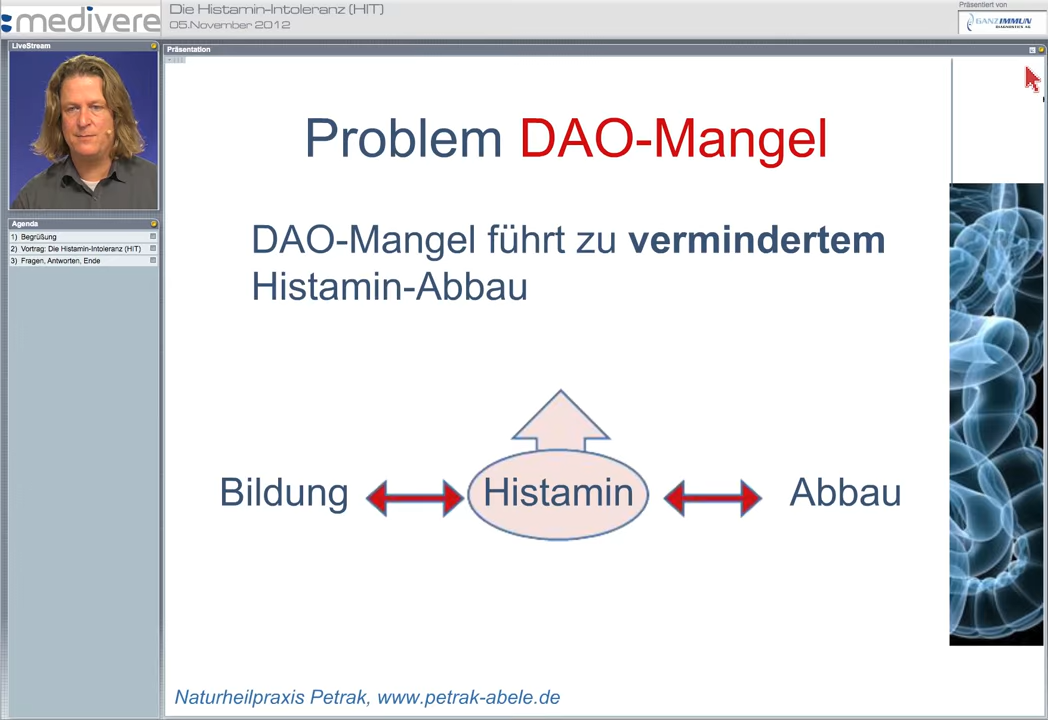 medivere
Die Histamin-Intoleranz (HIT)
05.November 2012
Präsentiert von
GANZIMMUN
DIAGNOSTICS AG
LiveStream
Präsentation
Agenda
1) Begrüßung
2) Vortrag: Die Histamin-Intoleranz (HIT)
3) Fragen, Antworten, Ende
Problem DAO-Mangel
DAO-Mangel führt zu vermindertem
Histamin-Abbau
Bildung Histamin Abbau
Naturheilpraxis Petrak, www.petrak-abele.de